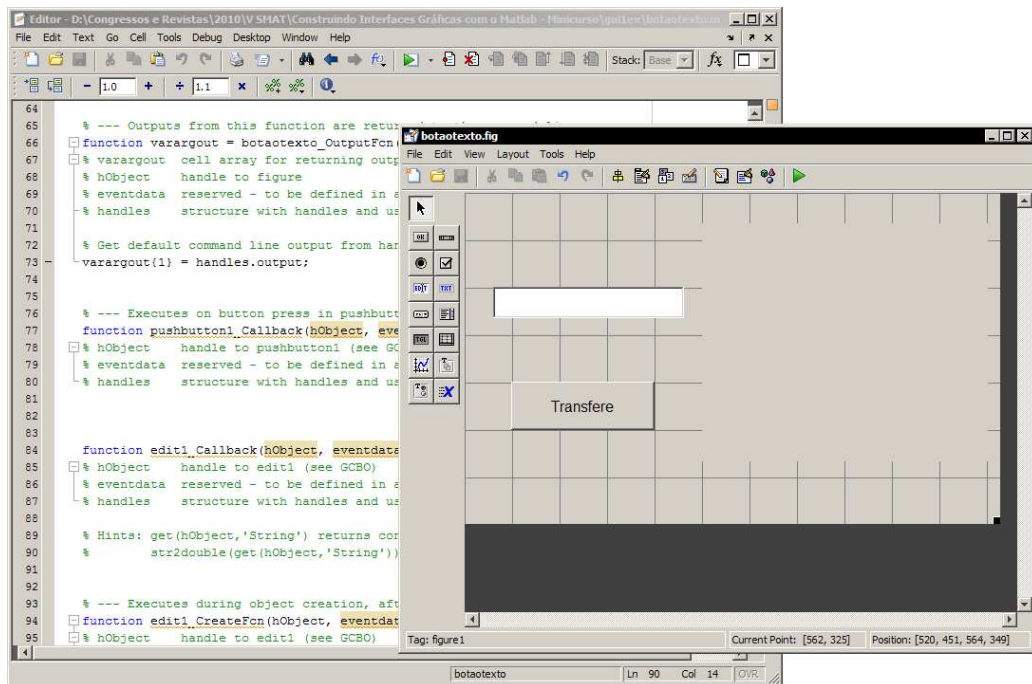 Editor - D:\Congressos e Revistas\2010\V SMAT\Construindo Interfaces Gráficas com o Matlab - Minicurso\gui1ex\botaotexto.m
File Edit Text Go Cell Tools Debug Desktop Window Help
Stack: Base
- 1.0 + ÷ 1.1 ×
64
65 % --- Outputs from this function are
66 function varargout = botaotexto_OutputFcn(
67 % varargout cell array for returning outp
68 % hObject handle to figure
69 % eventdata reserved - to be defined in a
70 % handles structure with handles and us
71
72 % Get default command line output from han
73 varargout{1} = handles.output;
74
75
76 % --- Executes on button press in pushbutt
77 function pushbutton1_Callback(hObject, eve
78 % hObject handle to pushbutton1 (see GC
79 % eventdata reserved - to be defined in a
80 % handles structure with handles and us
81
82
83
84 function edit1_Callback(hObject, eventdata
85 % hObject handle to edit1 (see GCBO)
86 % eventdata reserved - to be defined in a
87 % handles structure with handles and us
88
89 % Hints: get(hObject,'String') returns con
90 % str2double(get(hObject,'String'))
91
92
93 % --- Executes during object creation, aft
94 function edit1_CreateFcn(hObject, eventdat
95 % hObject handle to edit1 (see GCBO)
botaotexto Ln 90 Col 14 OVR
botaotexto.fig
File Edit View Layout Tools Help
OK
EDIT TXT
TGL
Transfere
Tag: figure1 Current Point: [562, 325] Position: [520, 451, 564, 349]